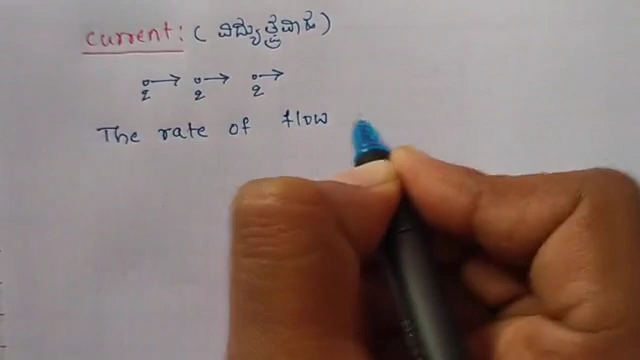 Current: (ವಿದ್ಯುತ್ಪ್ರವಾಹ)
q q q
The rate of flow